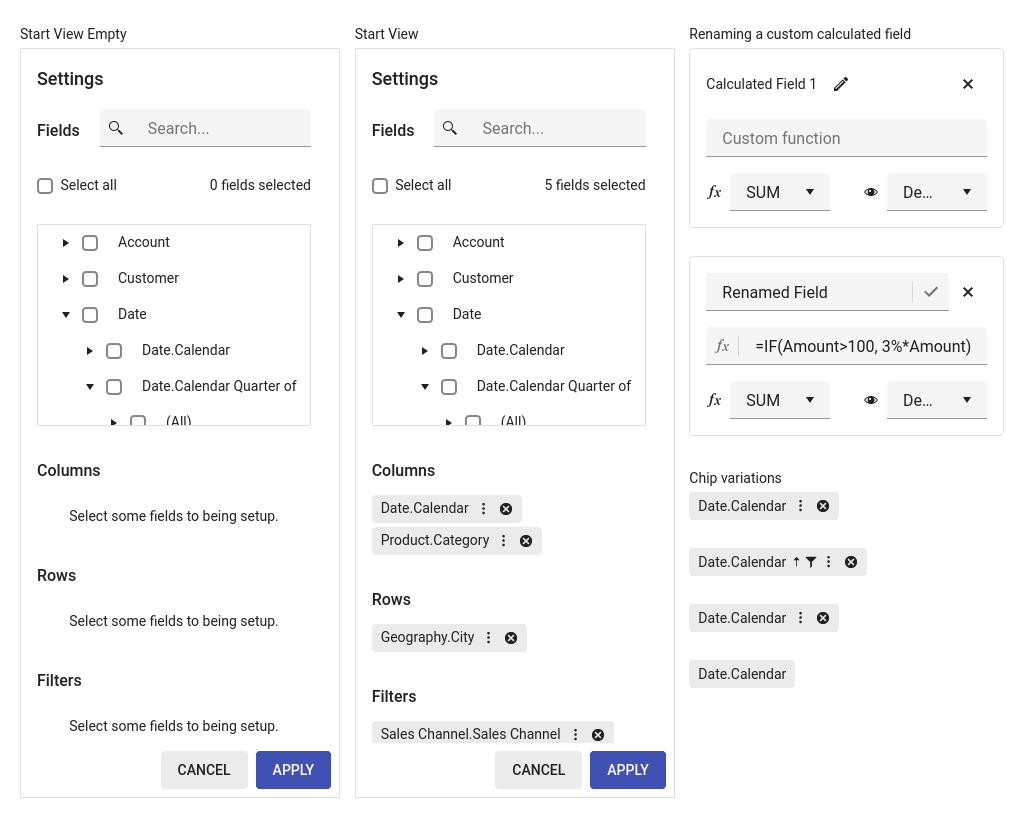 Start View Empty
Settings
Fields
Search...
Select all
0 fields selected
Account
Customer
Date
Date.Calendar
Date.Calendar Quarter of
(All)
Columns
Select some fields to being setup.
Rows
Select some fields to being setup.
Filters
Select some fields to being setup.
CANCEL
APPLY
Start View
Settings
Fields
Search...
Select all
5 fields selected
Account
Customer
Date
Date.Calendar
Date.Calendar Quarter of
(All)
Columns
Date.Calendar
Product.Category
Rows
Geography.City
Filters
Sales Channel.Sales Channel
CANCEL
APPLY
Renaming a custom calculated field
Calculated Field 1
Custom function
fx SUM
De...
Renamed Field
fx =IF(Amount>100, 3%*Amount)
fx SUM
De...
Chip variations
Date.Calendar
Date.Calendar
Date.Calendar
Date.Calendar